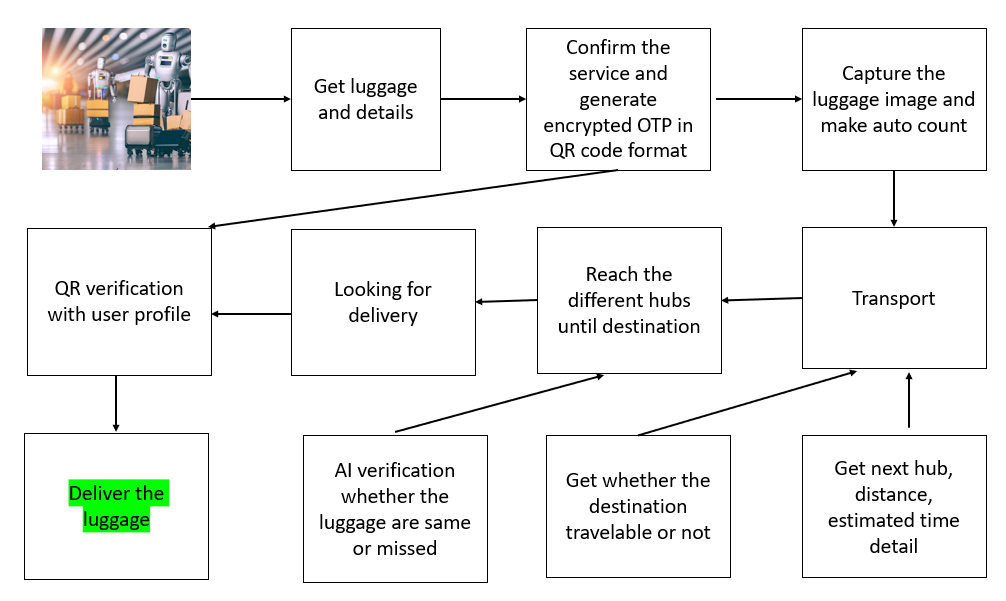 Get luggage
and details
Confirm the
service and
generate
encrypted OTP in
QR code format
Capture the
luggage image and
make auto count
QR verification
with user profile
Looking for
delivery
Reach the
different hubs
until destination
Transport
Deliver the
luggage
AI verification
whether the
luggage are same
or missed
Get whether the
destination
travelable or not
Get next hub,
distance,
estimated time
detail